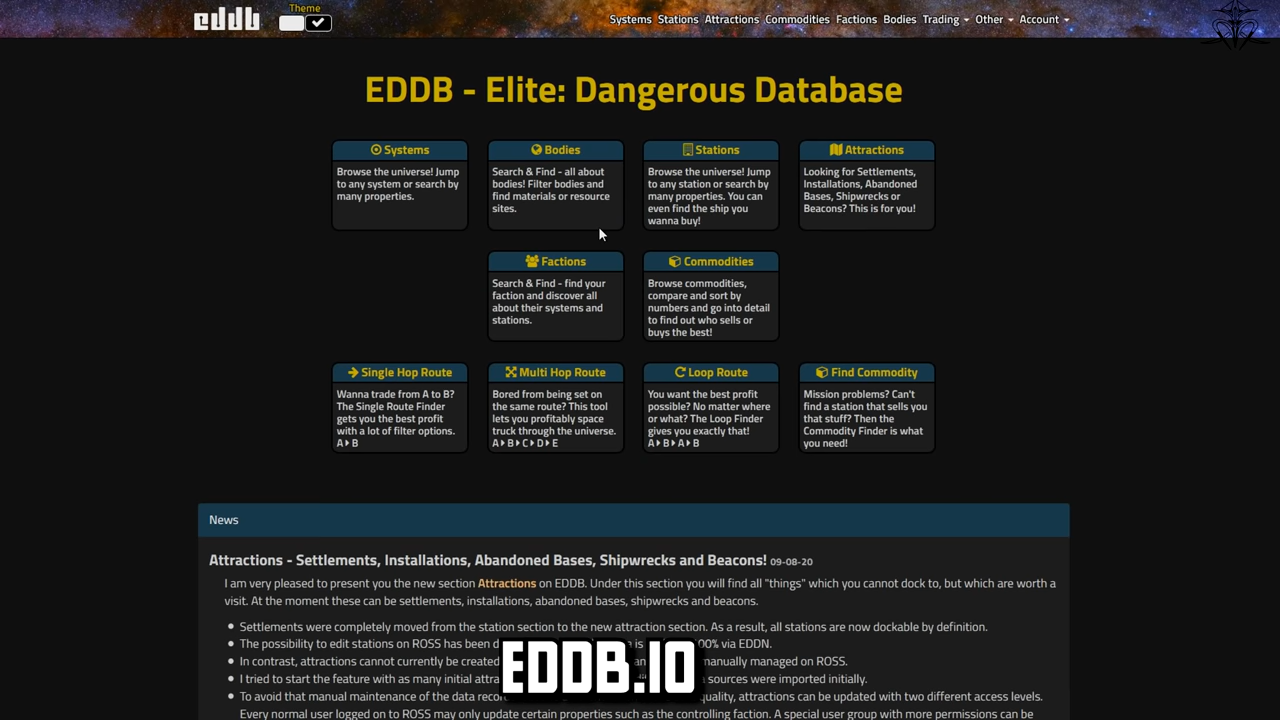 eddb
Theme
Systems Stations Attractions Commodities Factions Bodies Trading Other Account
EDDB - Elite: Dangerous Database
Systems
Browse the universe! Jump
to any system or search by
many properties.
Bodies
Search & Find - all about
bodies! Filter bodies and
find materials or resource
sites.
Stations
Browse the universe! Jump
to any station or search by
many properties. You can
even find the ship you
wanna buy!
Attractions
Looking for Settlements,
Installations, Abandoned
Bases, Shipwrecks or
Beacons? This is for you!
Factions
Search & Find - find your
faction and discover all
about their systems and
stations.
Commodities
Browse commodities,
compare and sort by
numbers and go into detail
to find out who sells or
buys the best!
Single Hop Route
Wanna trade from A to B?
The Single Route Finder
gets you the best profit
with a lot of filter options.
A▸B
Multi Hop Route
Bored from being set on
the same route? This tool
lets you profitably space
truck through the universe.
A▸B▸C▸D▸E
Loop Route
You want the best profit
possible? No matter where
or what? The Loop Finder
gives you exactly that!
A▸B▸A▸B
Find Commodity
Mission problems? Can't
find a station that sells you
that stuff? Then the
Commodity Finder is what
you need!
News
Attractions - Settlements, Installations, Abandoned Bases, Shipwrecks and Beacons! 09-08-20
I am very pleased to present you the new section Attractions on EDDB. Under this section you will find all "things" which you cannot dock to, but which are worth a
visit. At the moment these can be settlements, installations, abandoned bases, shipwrecks and beacons.
Settlements were completely moved from the station section to the new attraction section. As a result, all stations are now dockable by definition.
The possibility to edit stations on ROSS has been is 00% via EDDN.
In contrast, attractions cannot currently be created manually managed on ROSS.
I tried to start the feature with as many initial sources were imported initially.
To avoid that manual maintenance of the data quality, attractions can be updated with two different access levels.
Every normal user logged on to ROSS may only update certain properties such as the controlling faction. A special user group with more permissions can be
EDDB.IO